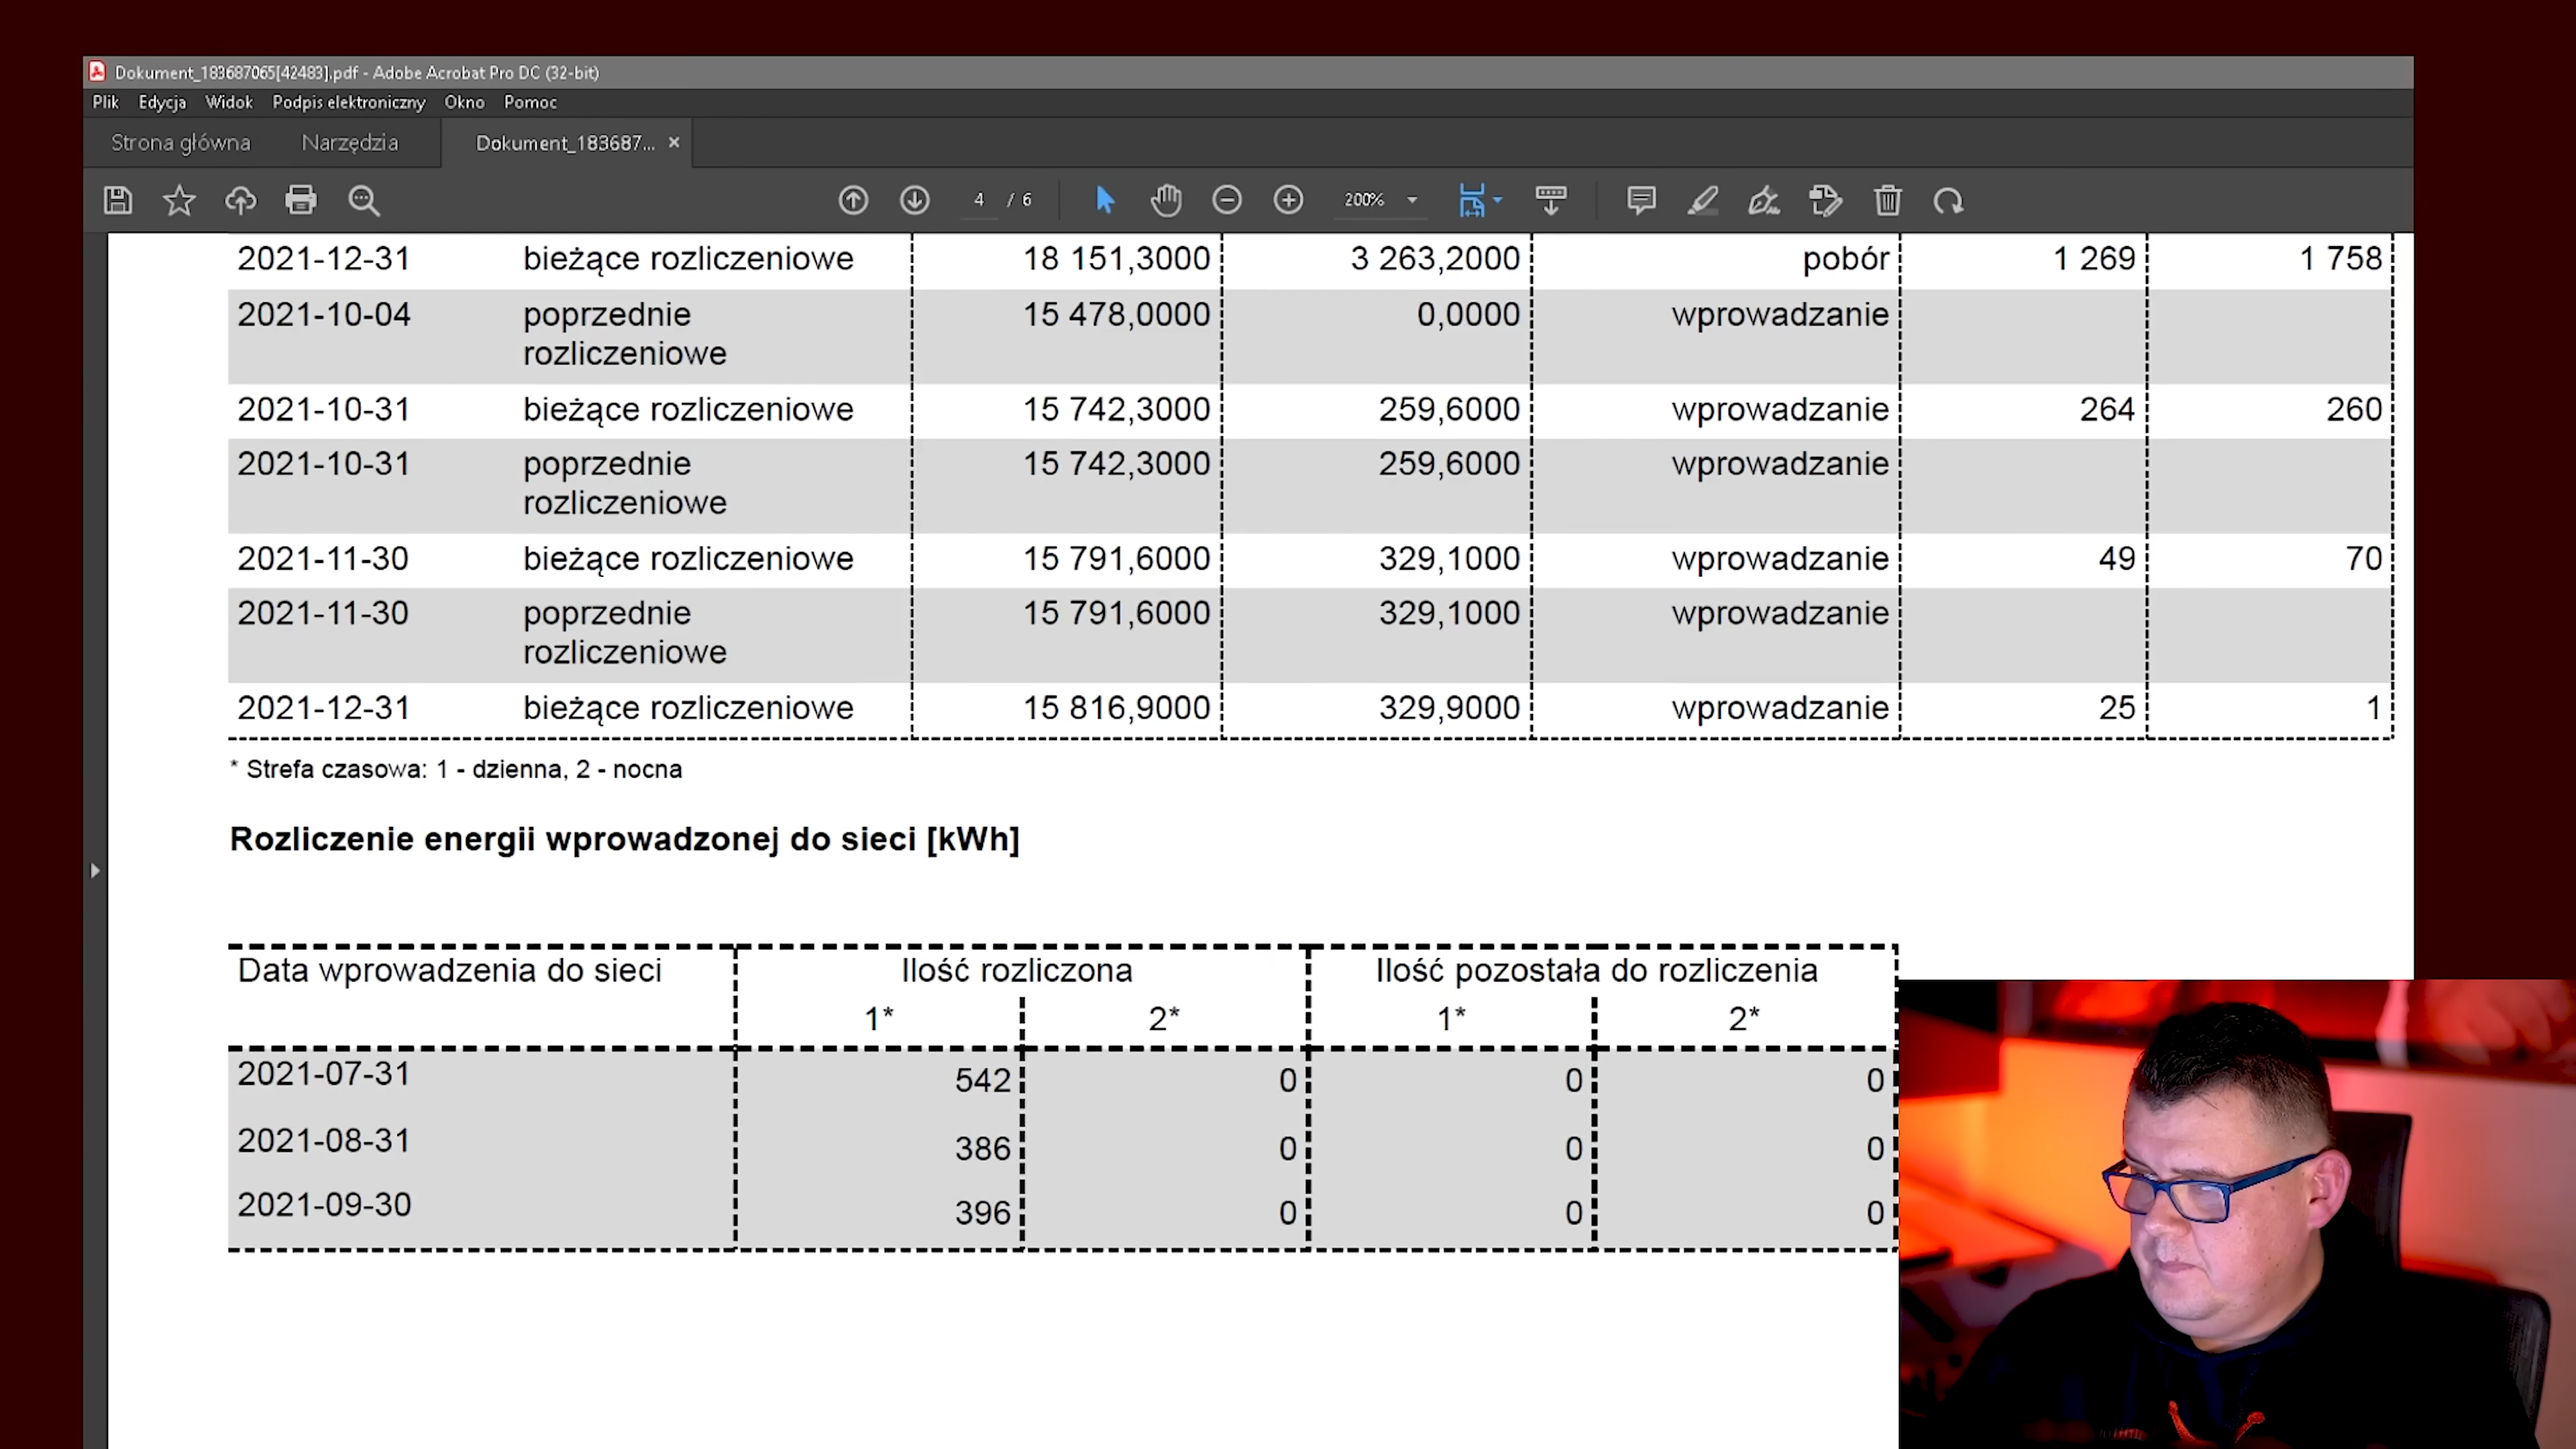 Dokument_183687065[42483].pdf - Adobe Acrobat Pro DC (32-bit)
Plik Edycja Widok Podpis elektroniczny Okno Pomoc
Strona główna Narzędzia Dokument_183687... ×
4 / 6 200%
2021-12-31 bieżące rozliczeniowe 18 151,3000 3 263,2000 pobór 1 269 1 758
2021-10-04 poprzednie 15 478,0000 0,0000 wprowadzanie
rozliczeniowe
2021-10-31 bieżące rozliczeniowe 15 742,3000 259,6000 wprowadzanie 264 260
2021-10-31 poprzednie 15 742,3000 259,6000 wprowadzanie
rozliczeniowe
2021-11-30 bieżące rozliczeniowe 15 791,6000 329,1000 wprowadzanie 49 70
2021-11-30 poprzednie 15 791,6000 329,1000 wprowadzanie
rozliczeniowe
2021-12-31 bieżące rozliczeniowe 15 816,9000 329,9000 wprowadzanie 25 1
* Strefa czasowa: 1 - dzienna, 2 - nocna
Rozliczenie energii wprowadzonej do sieci [kWh]
Data wprowadzenia do sieci Ilość rozliczona Ilość pozostała do rozliczenia
1* 2* 1* 2*
2021-07-31 542 0 0 0
2021-08-31 386 0 0 0
2021-09-30 396 0 0 0